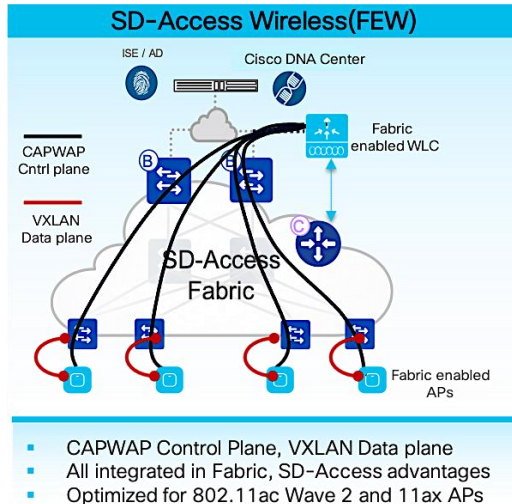 SD-Access Wireless(FEW)
ISE / AD
Cisco DNA Center
CAPWAP
Cntrl plane
VXLAN
Data plane
B
B
Fabric
enabled WLC
C
SD-Access
Fabric
Fabric enabled
APs
▪ CAPWAP Control Plane, VXLAN Data plane
▪ All integrated in Fabric, SD-Access advantages
▪ Optimized for 802.11ac Wave 2 and 11ax APs